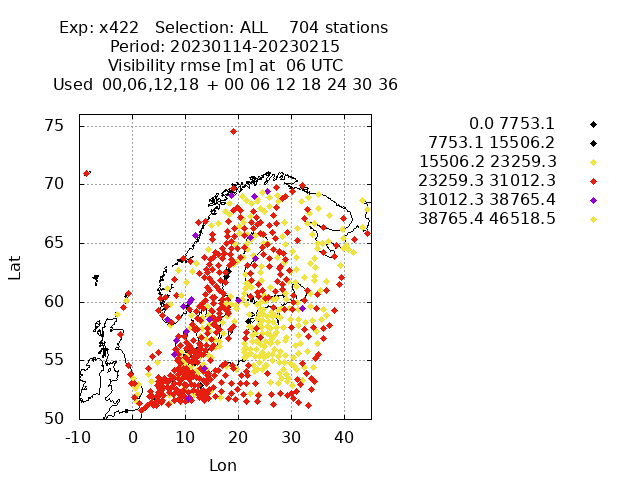 Exp: x422 Selection: ALL 704 stations
Period: 20230114-20230215
Visibility rmse [m] at 06 UTC
Used 00,06,12,18 + 00 06 12 18 24 30 36
0.0 7753.1
7753.1 15506.2
15506.2 23259.3
23259.3 31012.3
31012.3 38765.4
38765.4 46518.5
75
70
65
60
55
50
Lat
-10 0 10 20 30 40
Lon